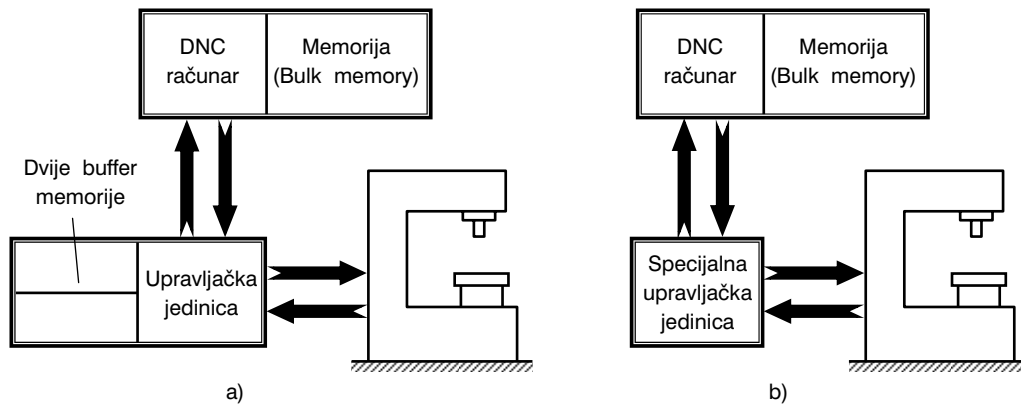 DNC
računar
Memorija
(Bulk memory)
Dvije buffer
memorije
Upravljačka
jedinica
a)
DNC
računar
Memorija
(Bulk memory)
Specijalna
upravljačka
jedinica
b)